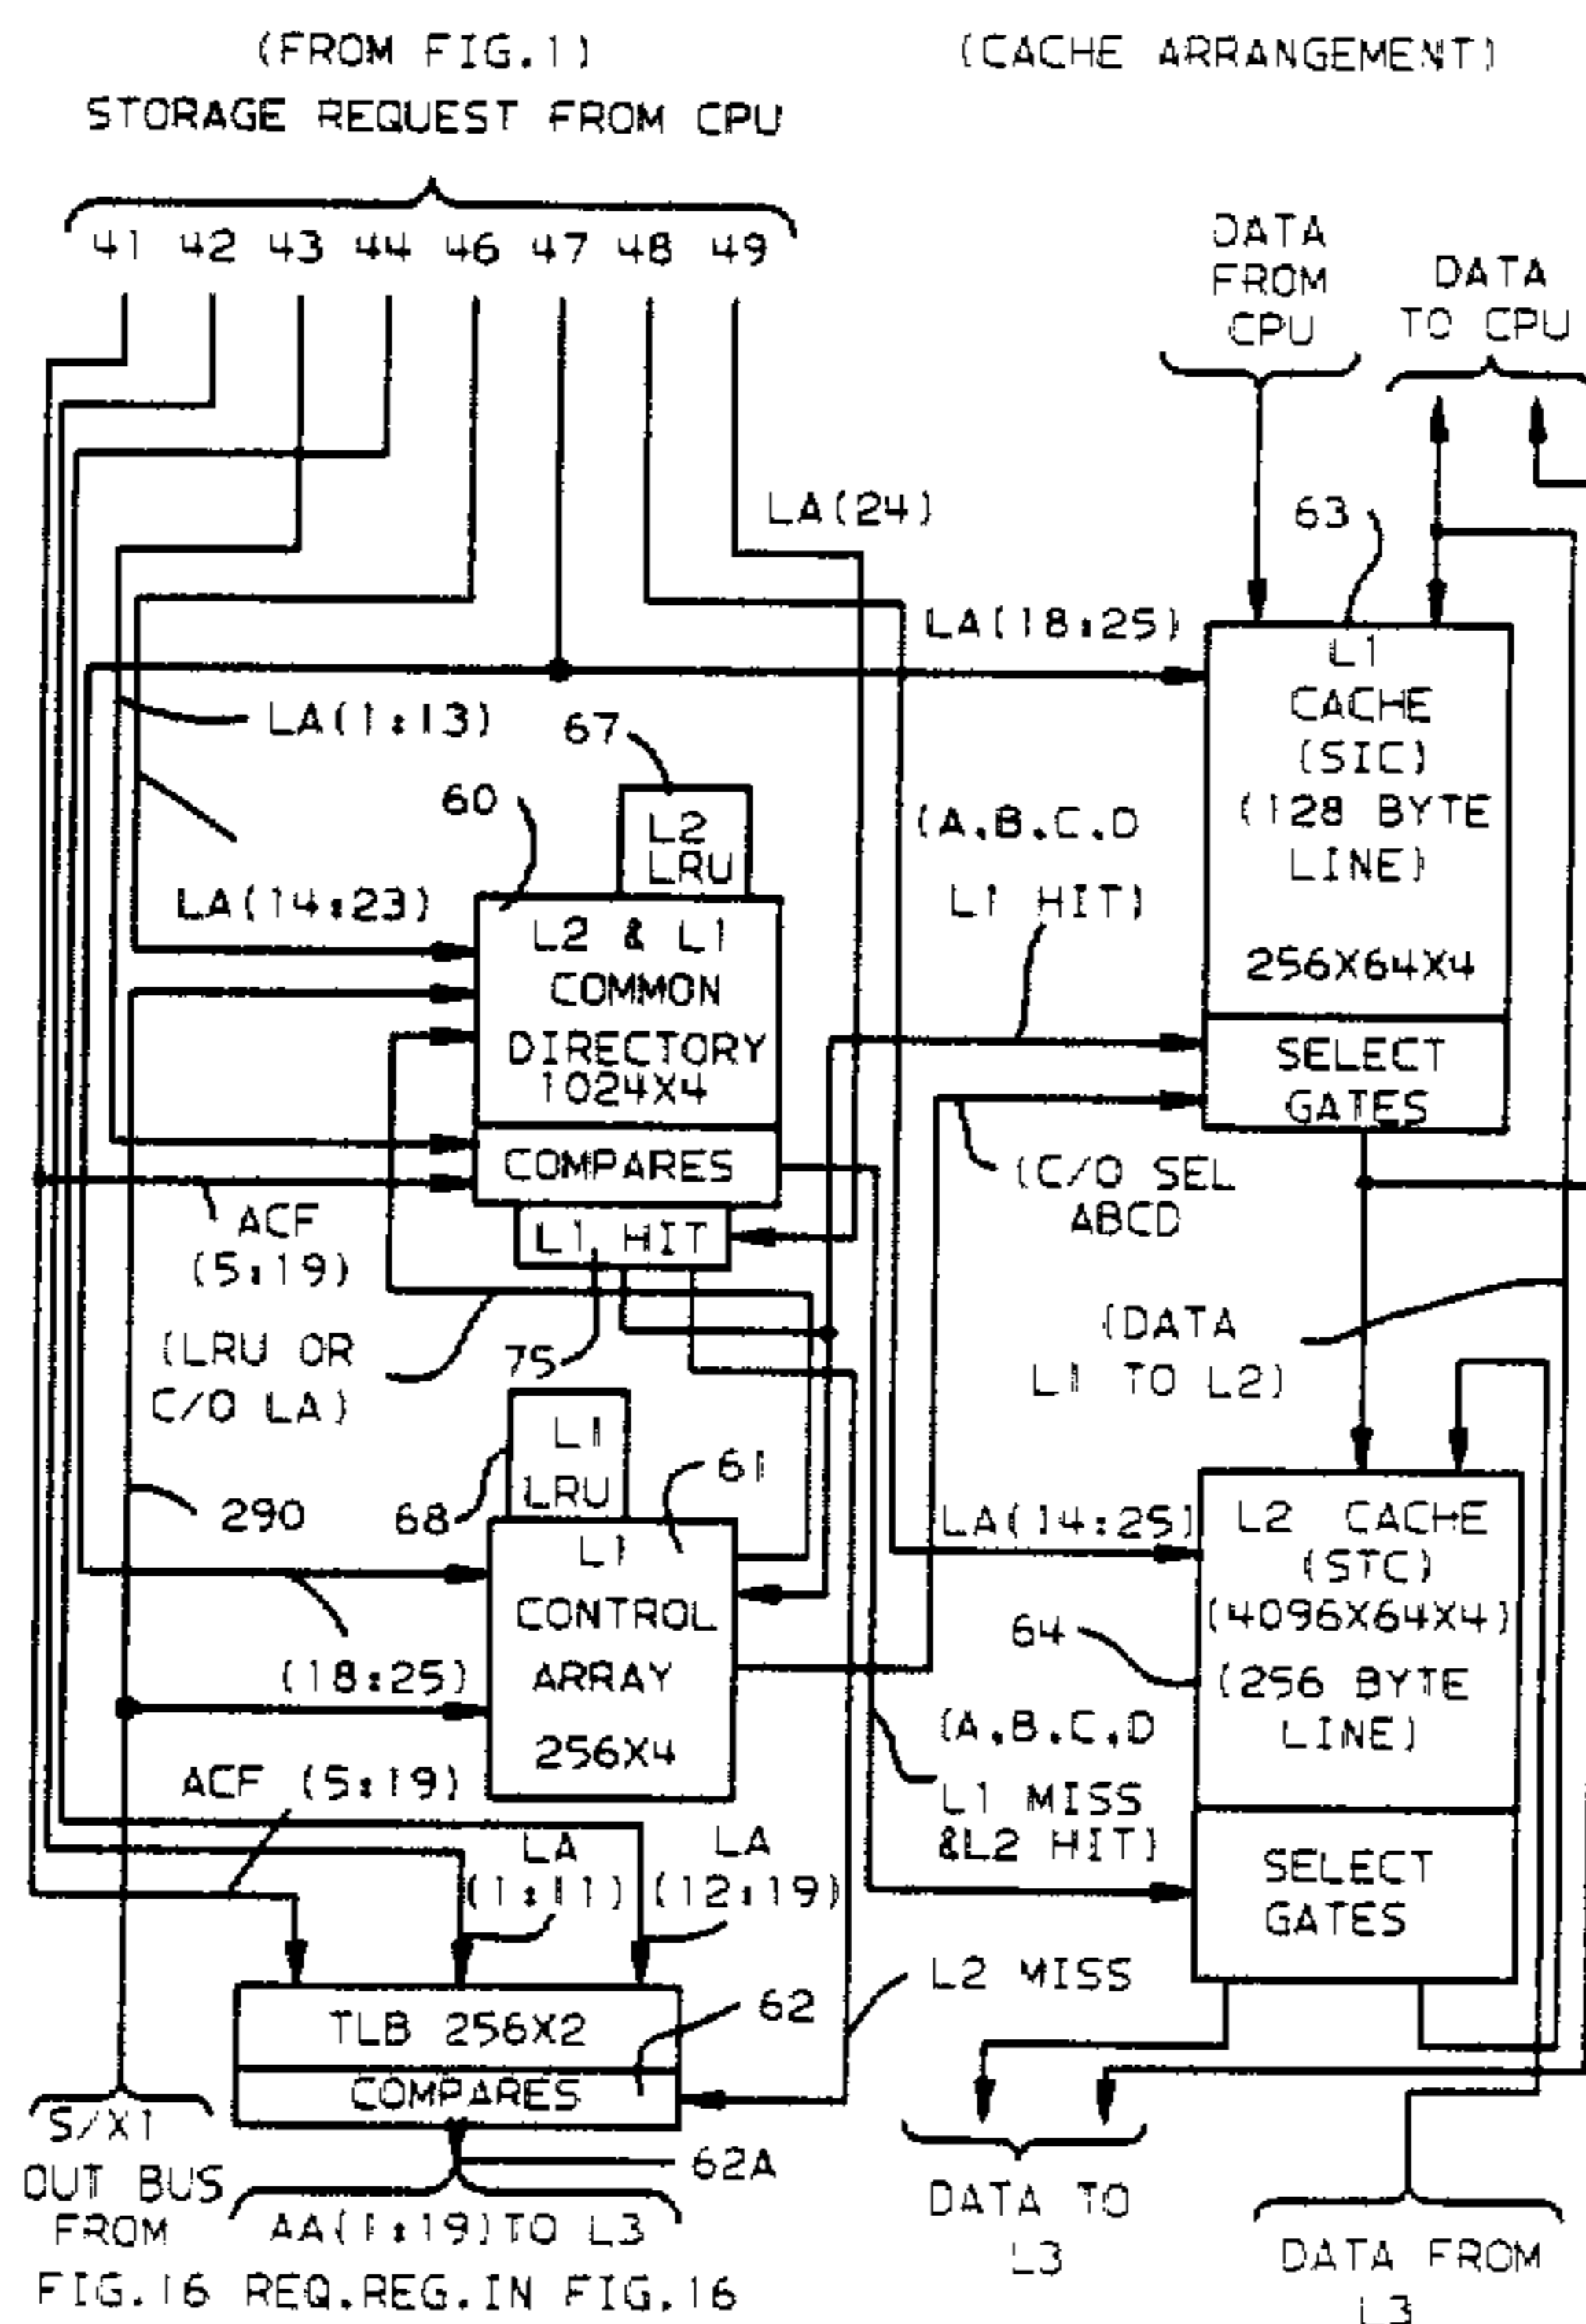 (FROM FIG.1)
(CACHE ARRANGEMENT)
STORAGE REQUEST FROM CPU
41 42 43 44 46 47 48 49
DATA
FROM
CPU
DATA
TO CPU
LA(24)
63
LA(18:25)
L1
CACHE
(SIC)
(128 BYTE
LINE)
256X64X4
SELECT
GATES
LA(1:13)
67
60
L2
LRU
(A.B.C.D
L1 HIT)
LA(14:23)
L2 & L1
COMMON
DIRECTORY
1024X4
COMPARES
L1 HIT
(C/O SEL
ABCD
ACF
(5:19)
(LRU OR
C/O LA)
75
(DATA
L1 TO L2)
L1
LRU
68
61
290
L1
CONTROL
ARRAY
256X4
(18:25)
LA(14:25)
L2 CACHE
(STC)
(4096X64X4)
(256 BYTE
LINE)
64
SELECT
GATES
(A.B.C.D
L1 MISS
&L2 HIT)
ACF (5:19)
LA
(1:11)
LA
(12:19)
L2 MISS
TLB 256X2
62
COMPARES
62A
S/X1
OUT BUS
FROM
FIG.16
AA(1:19)TO L3
REQ.REG.IN FIG.16
DATA TO
L3
DATA FROM
L3